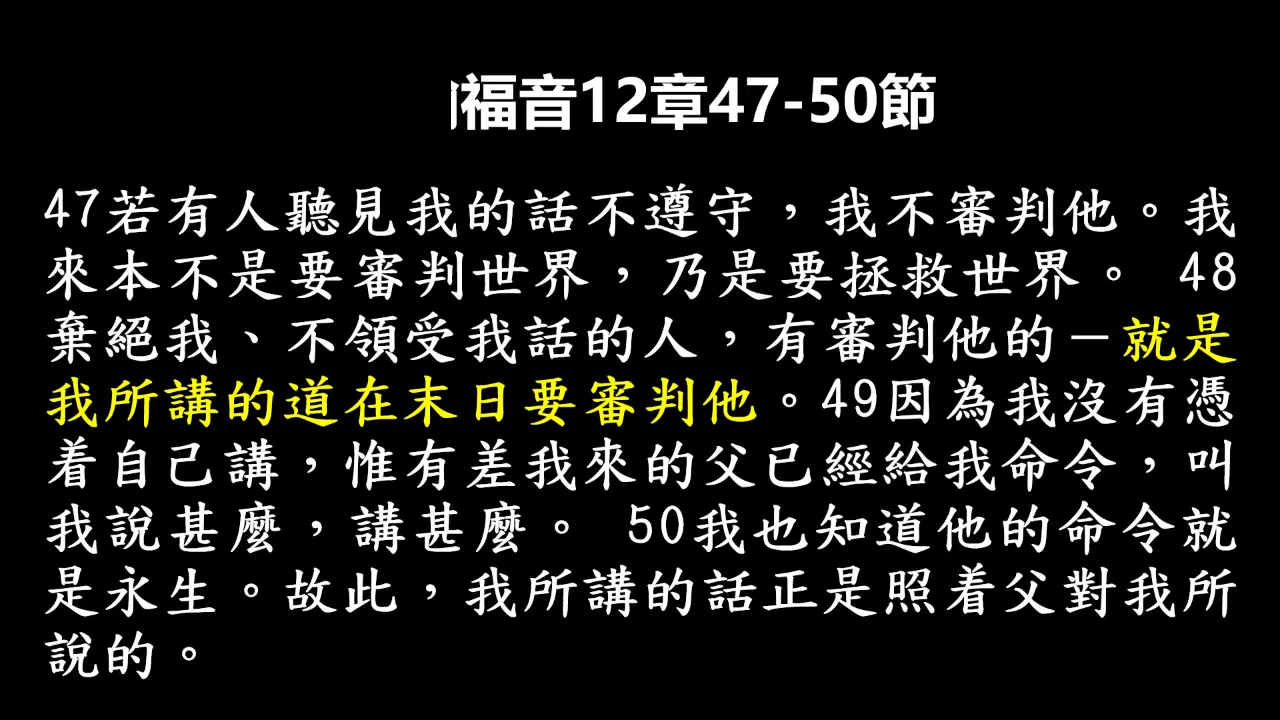 福音12章47-50節
47若有人聽見我的話不遵守，我不審判他。我
來本不是要審判世界，乃是要拯救世界。 48
棄絕我、不領受我話的人，有審判他的－就是
我所講的道在末日要審判他。49因為我沒有憑
着自己講，惟有差我來的父已經給我命令，叫
我說甚麼，講甚麼。 50我也知道他的命令就
是永生。故此，我所講的話正是照着父對我所
說的。